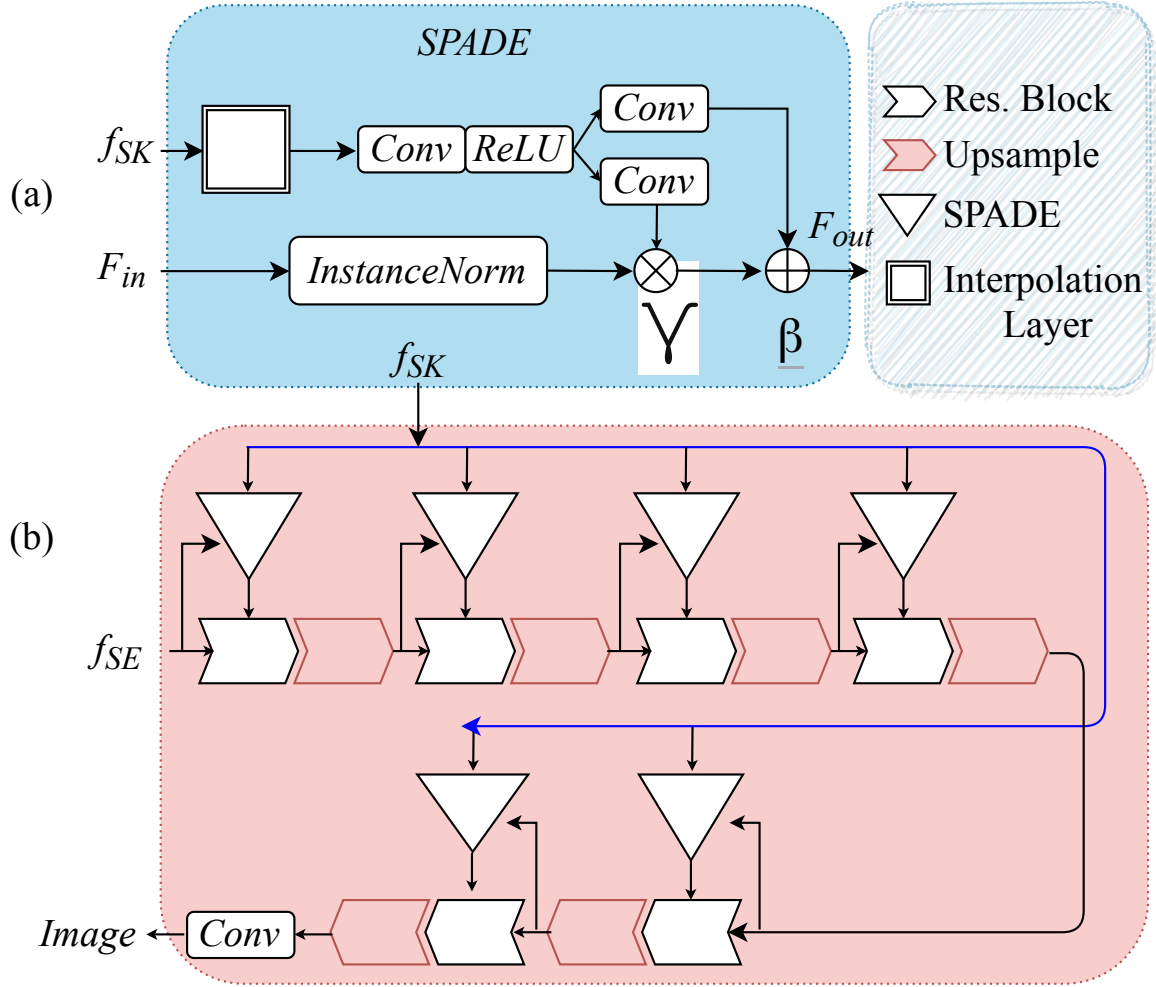 SPADE
(a)
f_SK
Conv
ReLU
Conv
Conv
F_in
InstanceNorm
F_out
γ
β
Res. Block
Upsample
SPADE
Interpolation
Layer
f_SK
(b)
f_SE
Image
Conv